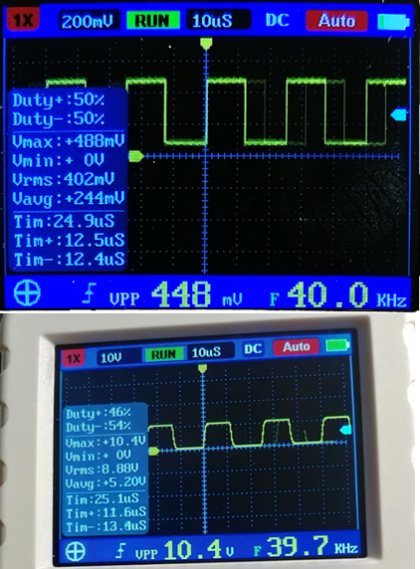 1X 200mV RUN 10uS DC Auto
Duty+:50%
Duty-:50%
Vmax:+488mV
Vmin:+ 0V
Vrms:402mV
Vavg:+244mV
Tim:24.9uS
Tim+:12.5uS
Tim-:12.4uS
VPP 448 mV F 40.0 KHz
1X 10V RUN 10uS DC Auto
Duty+:46%
Duty-:54%
Vmax:+10.4V
Vmin:+ 0V
Vrms:8.88V
Vavg:+5.20V
Tim:25.1uS
Tim+:11.6uS
Tim-:13.4uS
VPP 10.4 V F 39.7 KHz